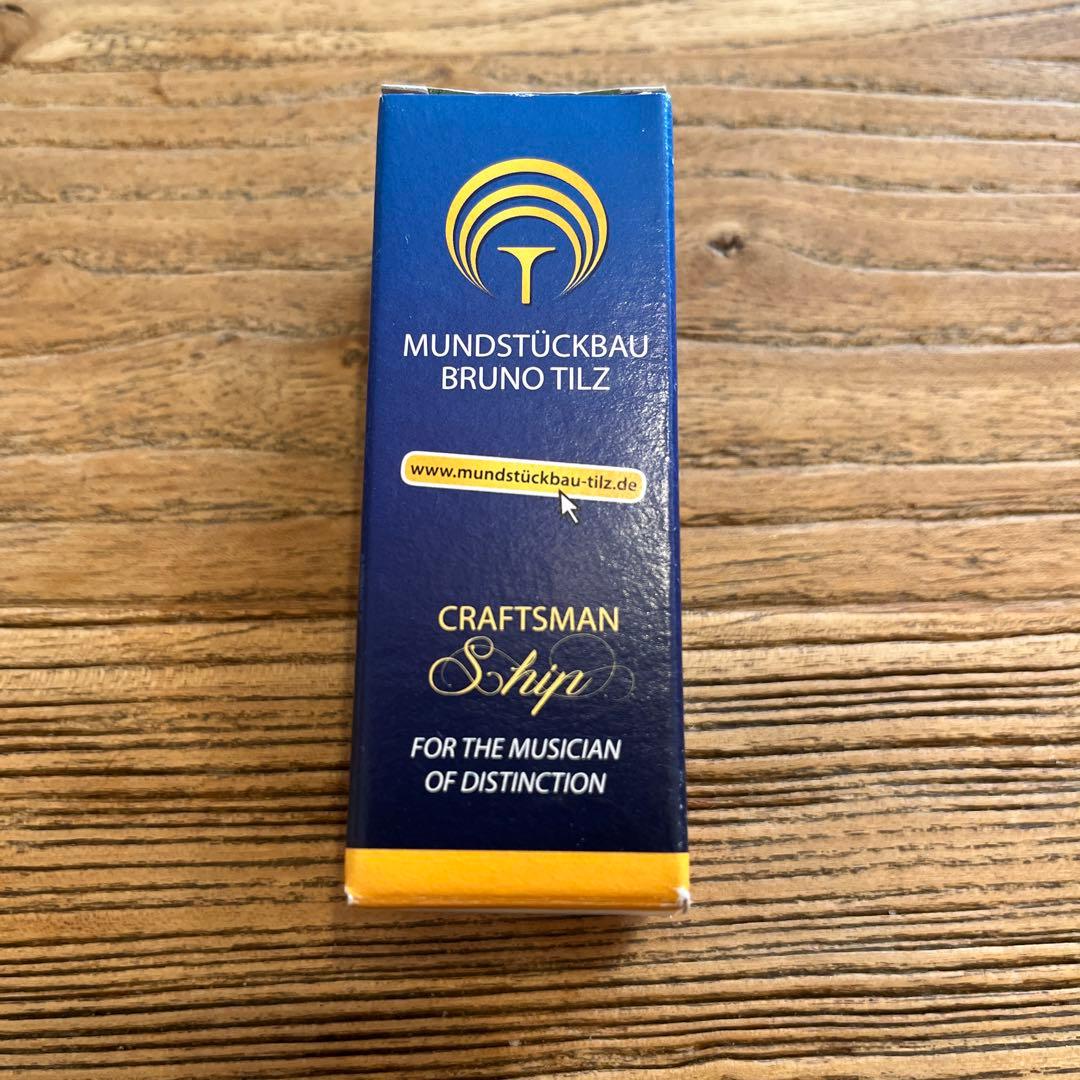 MUNDSTÜCKBAU
BRUNO TILZ
www.mundstückbau-tilz.de
CRAFTSMAN
Ship
FOR THE MUSICIAN
OF DISTINCTION